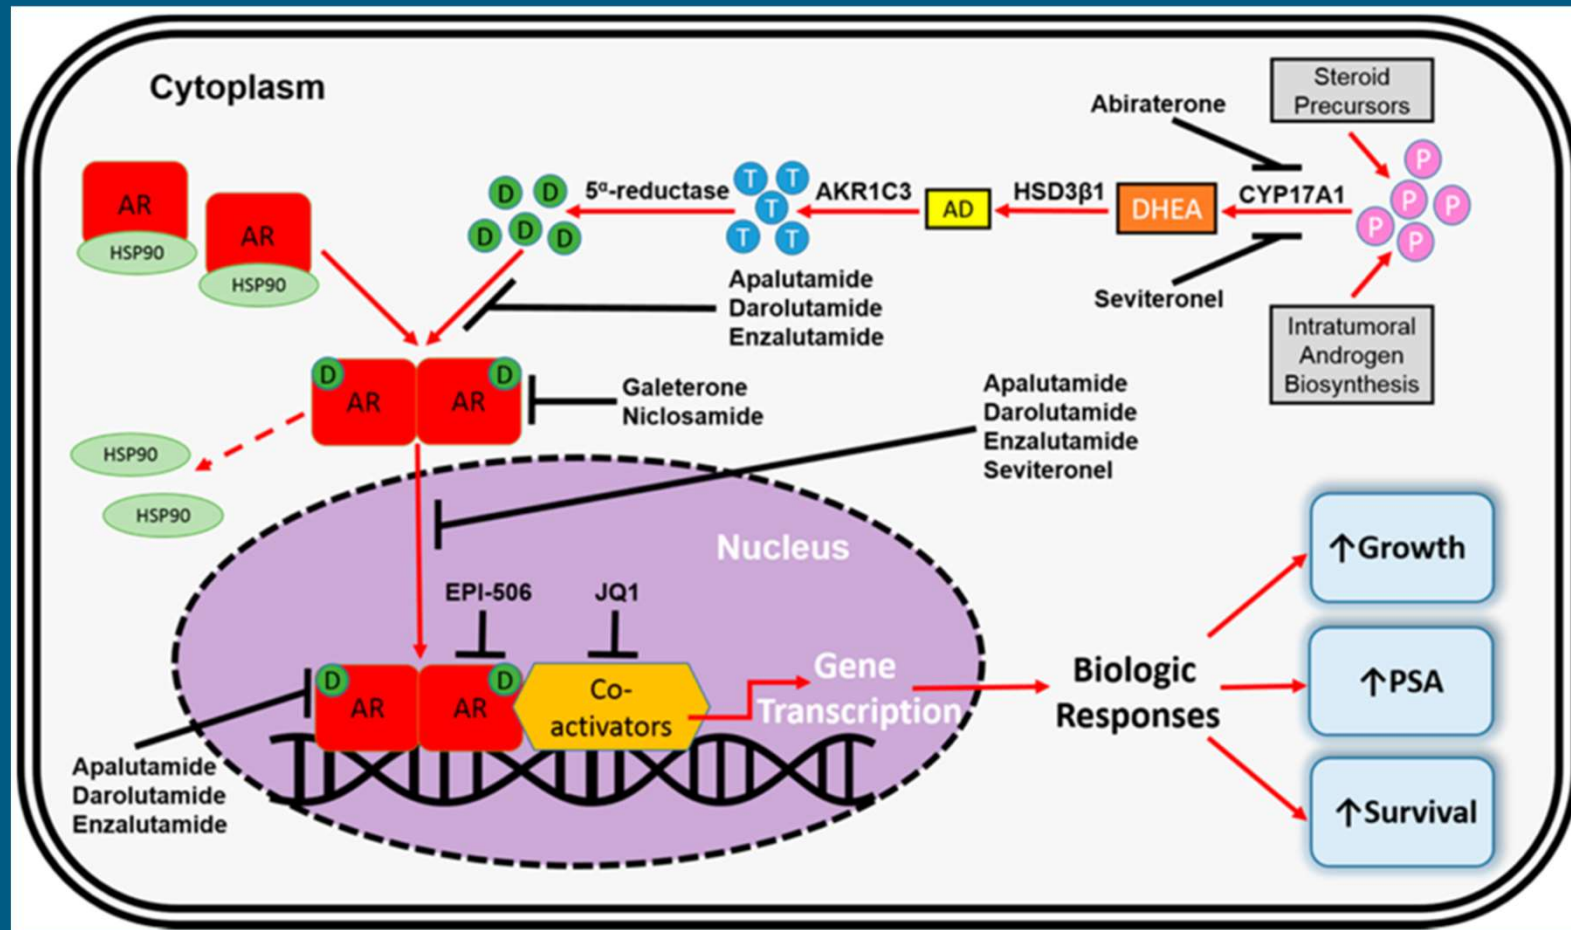 Cytoplasm
Steroid
Precursors
Abiraterone
AR
HSP90
AR
HSP90
D
D
D
D
D
5α-reductase
T
T
T
T
T
AKR1C3
AD
HSD3β1
DHEA
CYP17A1
P
P
P
P
P
Seviteronel
Intratumoral
Androgen
Biosynthesis
Apalutamide
Darolutamide
Enzalutamide
D
AR
AR
D
Galeterone
Niclosamide
Apalutamide
Darolutamide
Enzalutamide
Seviteronel
HSP90
HSP90
Nucleus
EPI-506
JQ1
D
AR
AR
D
Co-
activators
Gene
Transcription
Biologic
Responses
↑Growth
↑PSA
↑Survival
Apalutamide
Darolutamide
Enzalutamide